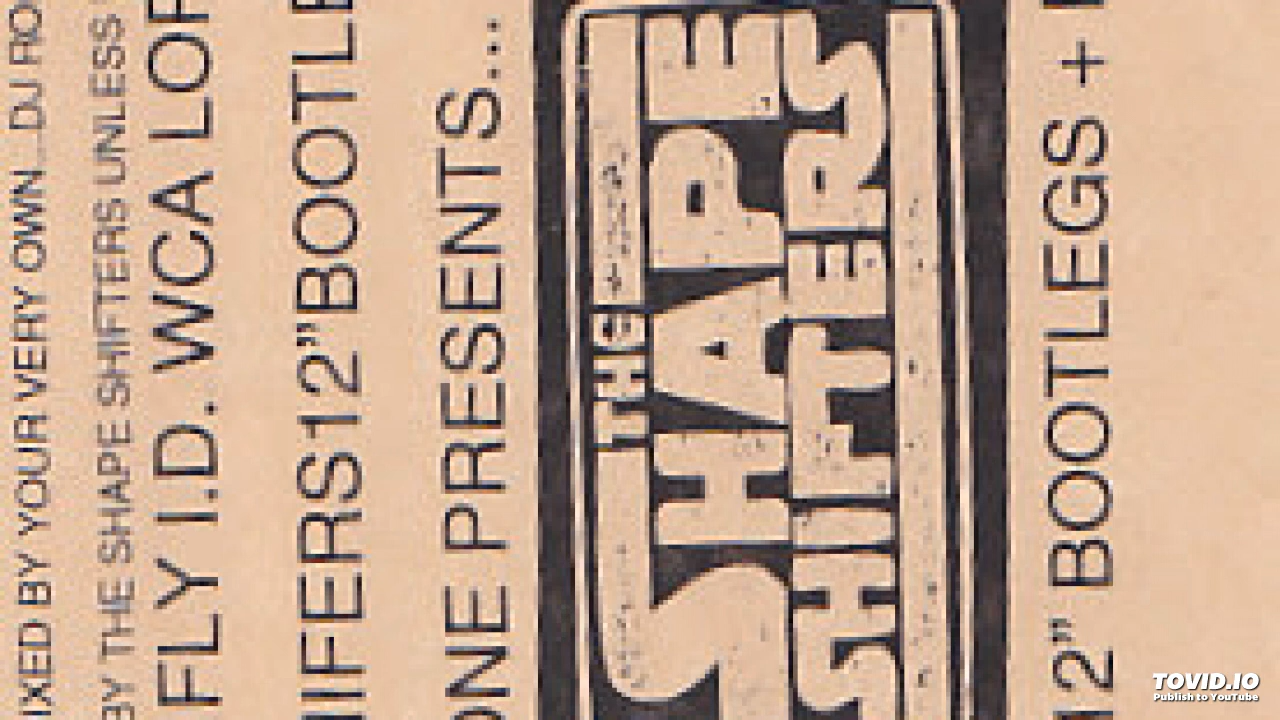 IXED BY YOUR VERY OWN...DJ RO
BY THE SHAPE SHIFTERS UNLESS
FLY I.D. WCA LOF
NIFERS12"BOOTLE
ONE PRESENTS...
THE
SHAPE
SHIFTERS
12" BOOTLEGS +
TOVID.IO
Publish to YouTube